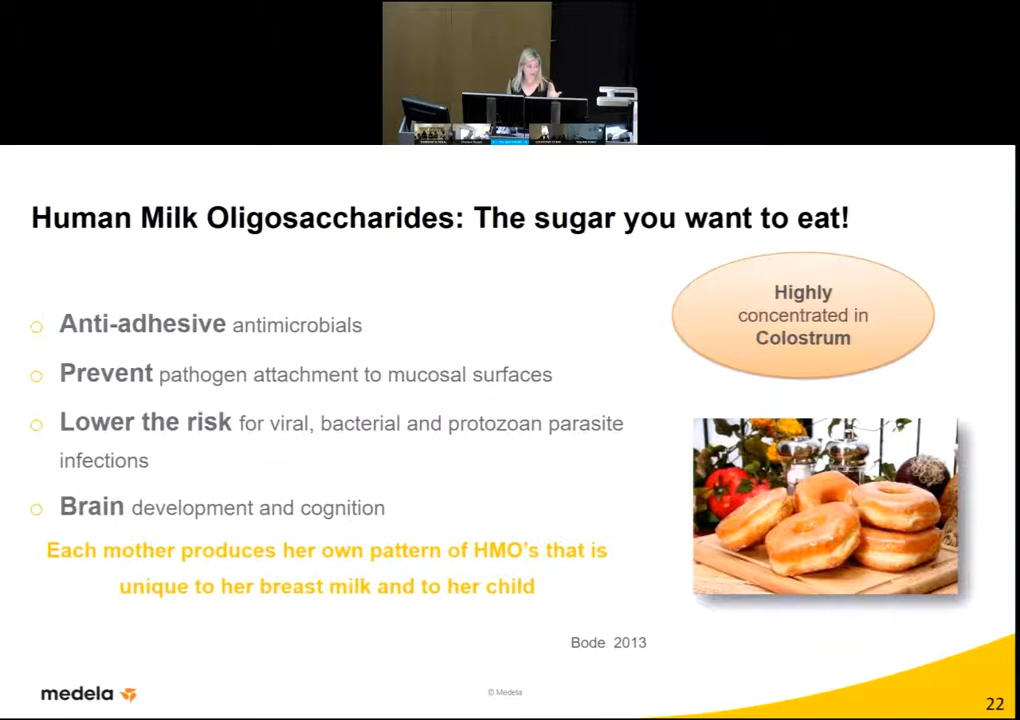 Human Milk Oligosaccharides: The sugar you want to eat!
Highly
concentrated in
Colostrum
Anti-adhesive antimicrobials
Prevent pathogen attachment to mucosal surfaces
Lower the risk for viral, bacterial and protozoan parasite
infections
Brain development and cognition
Each mother produces her own pattern of HMO's that is
unique to her breast milk and to her child
Bode 2013
medela
© Medela
22